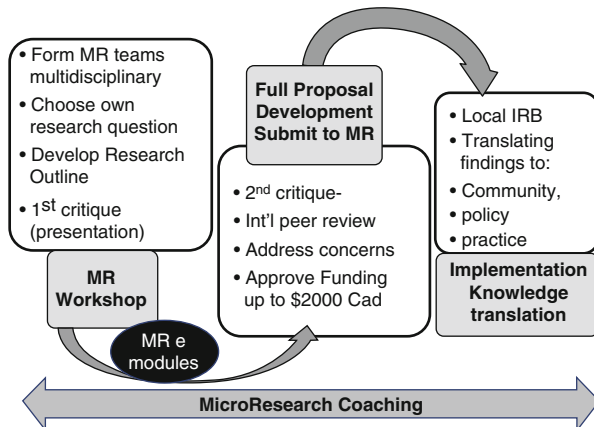 • Form MR teams
multidisciplinary
• Choose own
research question
• Develop Research
Outline
• 1st critique
(presentation)
MR
Workshop
MR e
modules
Full Proposal
Development
Submit to MR
• 2nd critique-
• Int'l peer review
• Address concerns
• Approve Funding
up to $2000 Cad
• Local IRB
• Translating
findings to:
• Community,
• policy
• practice
Implementation
Knowledge
translation
MicroResearch Coaching